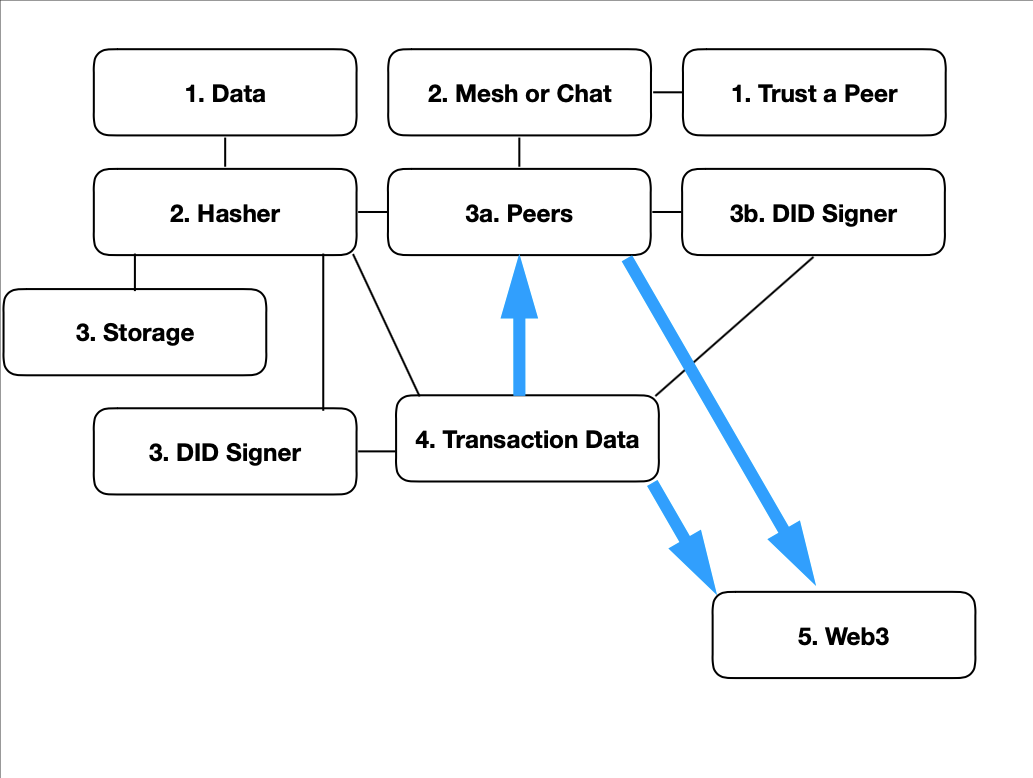 1. Data
2. Mesh or Chat
1. Trust a Peer
2. Hasher
3a. Peers
3b. DID Signer
3. Storage
3. DID Signer
4. Transaction Data
5. Web3